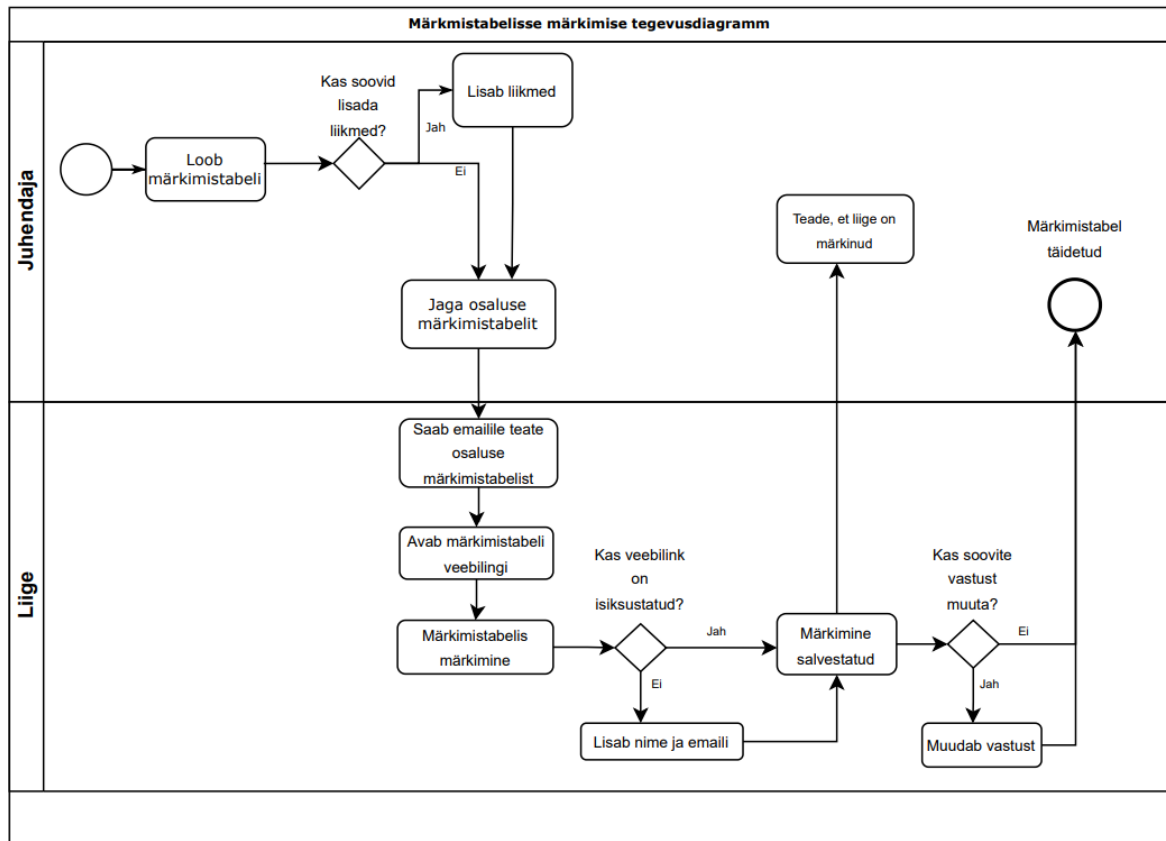 Märkmistabelisse märkimise tegevusdiagramm
Juhendaja
Loob
märkimistabeli
Kas soovid
lisada
liikmed?
Jah
Ei
Lisab liikmed
Jaga osaluse
märkimistabelit
Teade, et liige on
märkinud
Märkimistabel
täidetud
Liige
Saab emailile teate
osaluse
märkimistabelist
Avab märkimistabeli
veebilingi
Märkimistabelis
märkimine
Kas veebilink
on
isiksustatud?
Jah
Ei
Lisab nime ja emaili
Märkimine
salvestatud
Kas soovite
vastust
muuta?
Ei
Jah
Muudab vastust